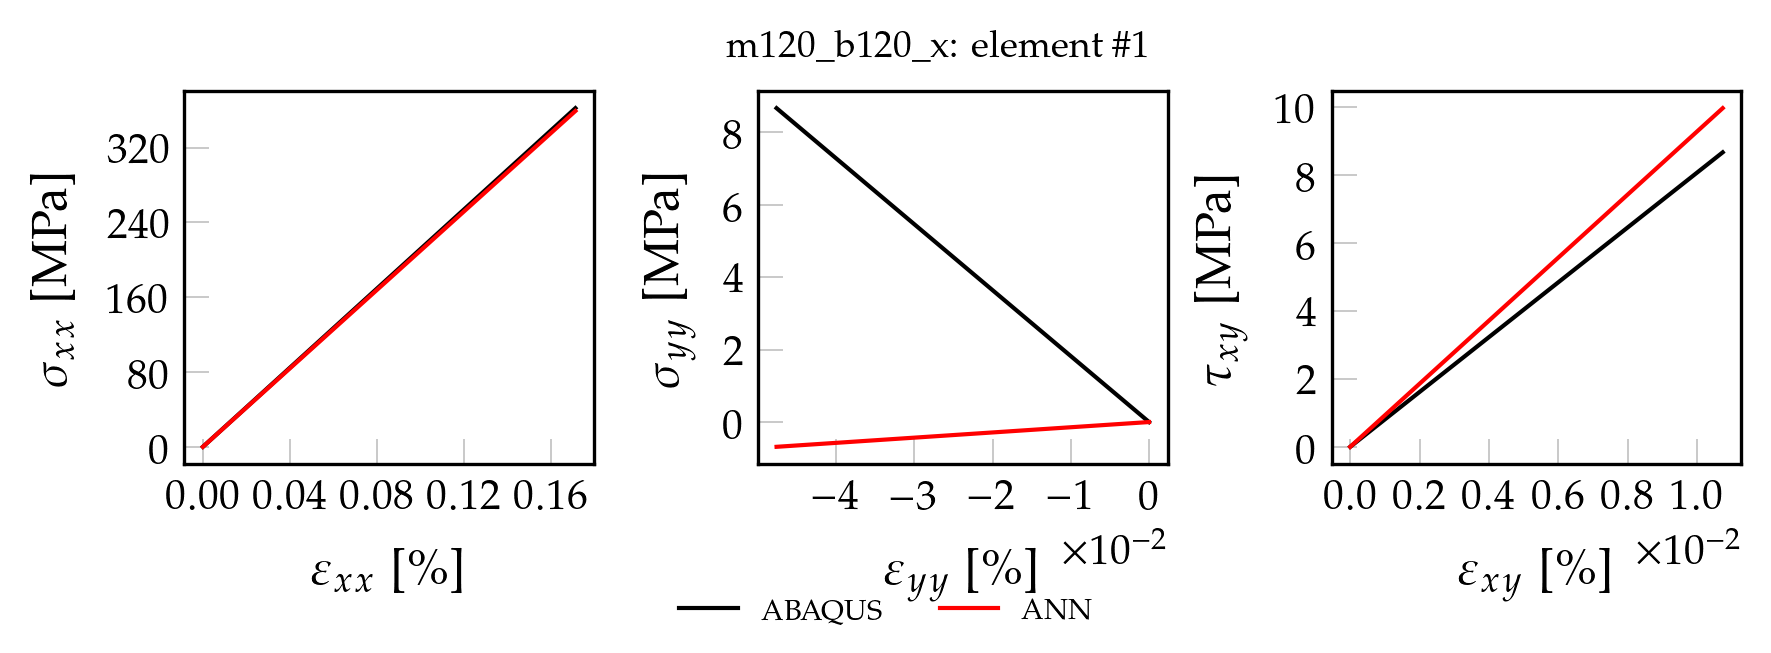 m120_b120_x: element #1
σxx [MPa]
320
240
160
80
0
0.00 0.04 0.08 0.12 0.16
εxx [%]
σyy [MPa]
8
6
4
2
0
−4 −3 −2 −1 0
×10−2
εyy [%]
τxy [MPa]
10
8
6
4
2
0
0.0 0.2 0.4 0.6 0.8 1.0
×10−2
εxy [%]
ABAQUS ANN